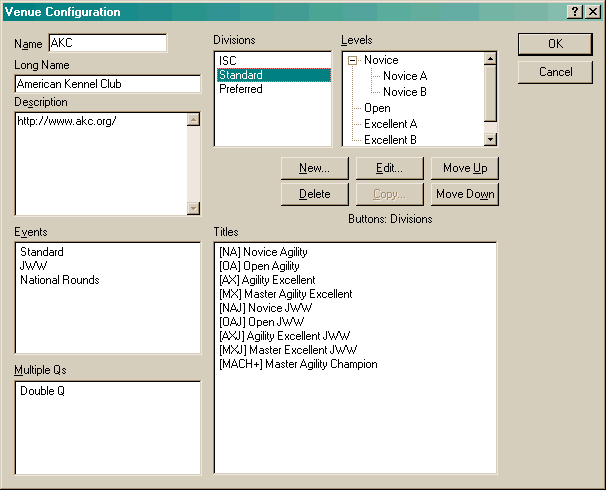 Venue Configuration
Name AKC
Long Name
American Kennel Club
Description
http://www.akc.org/
Divisions
ISC
Standard
Preferred
Levels
Novice
Novice A
Novice B
Open
Excellent A
Excellent B
OK
Cancel
New... Edit... Move Up
Delete Copy... Move Down
Buttons: Divisions
Events
Standard
JWW
National Rounds
Titles
[NA] Novice Agility
[OA] Open Agility
[AX] Agility Excellent
[MX] Master Agility Excellent
[NAJ] Novice JWW
[OAJ] Open JWW
[AXJ] Agility Excellent JWW
[MXJ] Master Excellent JWW
[MACH+] Master Agility Champion
Multiple Qs
Double Q